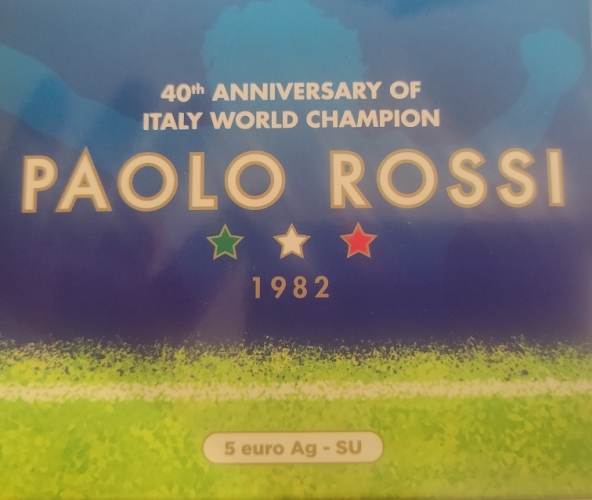 40th ANNIVERSARY OF
ITALY WORLD CHAMPION
PAOLO ROSSI
1982
5 euro Ag - SU